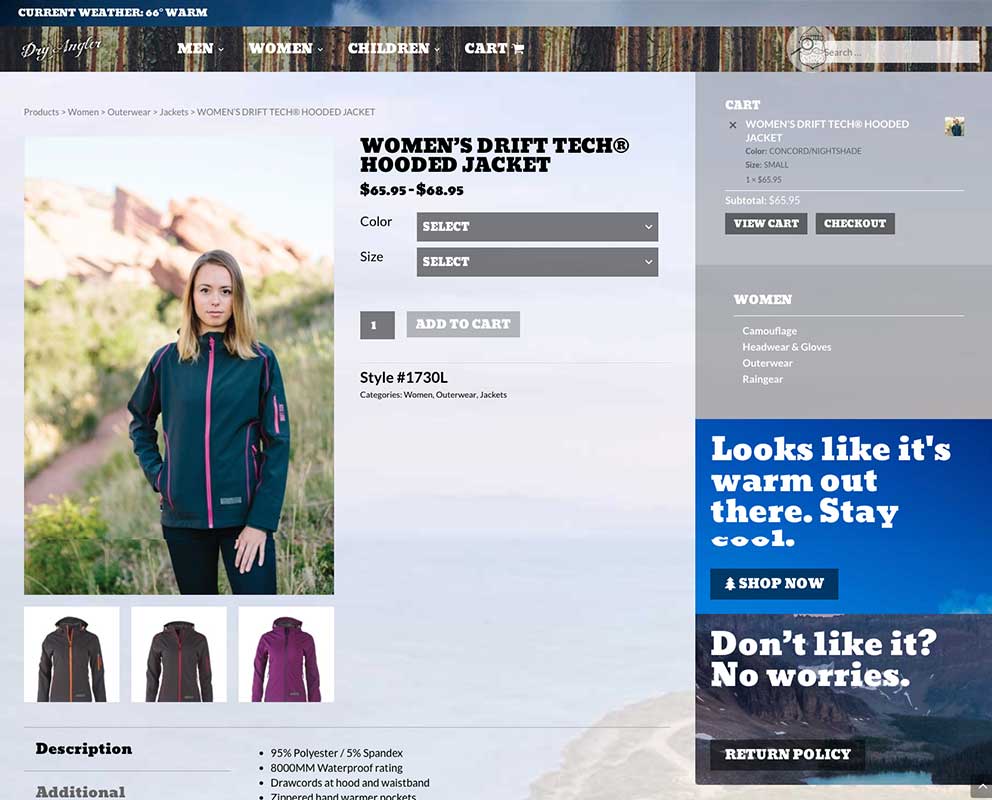 CURRENT WEATHER: 66° WARM
Dry Angler
MEN
WOMEN
CHILDREN
CART
Search ...
Products > Women > Outerwear > Jackets > WOMEN'S DRIFT TECH® HOODED JACKET
WOMEN'S DRIFT TECH®
HOODED JACKET
$65.95-$68.95
Color
SELECT
Size
SELECT
1
ADD TO CART
Style #1730L
Categories: Women, Outerwear, Jackets
Description
Additional
• 95% Polyester / 5% Spandex
• 8000MM Waterproof rating
• Drawcords at hood and waistband
• Zippered hand warmer pockets
CART
× WOMEN'S DRIFT TECH® HOODED
JACKET
Color: CONCORD/NIGHTSHADE
Size: SMALL
1 × $65.95
Subtotal: $65.95
VIEW CART
CHECKOUT
WOMEN
Camouflage
Headwear & Gloves
Outerwear
Raingear
Looks like it's
warm out
there. Stay
cool.
SHOP NOW
Don't like it?
No worries.
RETURN POLICY